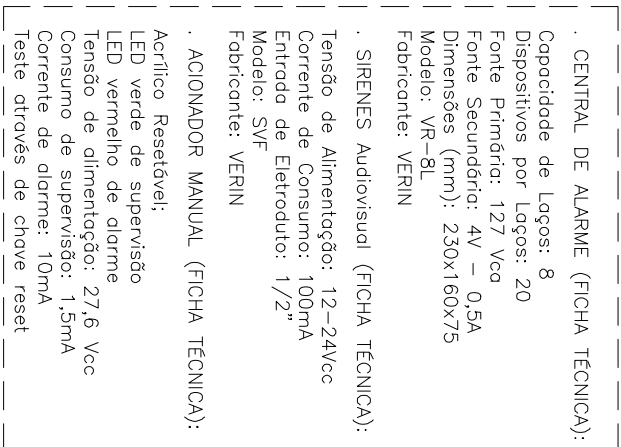 . CENTRAL DE ALARME (FICHA TÉCNICA):
Capacidade de Laços: 8
Dispositivos por Laços: 20
Fonte Primária: 127 Vca
Fonte Secundária: 4V – 0,5A
Dimensões (mm): 230x160x75
Modelo: VR–8L
Fabricante: VERIN
. SIRENES Audiovisual (FICHA TÉCNICA):
Tensão de Alimentação: 12–24Vcc
Corrente de Consumo: 100mA
Entrada de Eletroduto: 1/2"
Modelo: SVF
Fabricante: VERIN
. ACIONADOR MANUAL (FICHA TÉCNICA):
Acrílico Resetável;
LED verde de supervisão
LED vermelho de alarme
Tensão de alimentação: 27,6 Vcc
Consumo de supervisão: 1,5mA
Corrente de alarme: 10mA
Teste através de chave reset